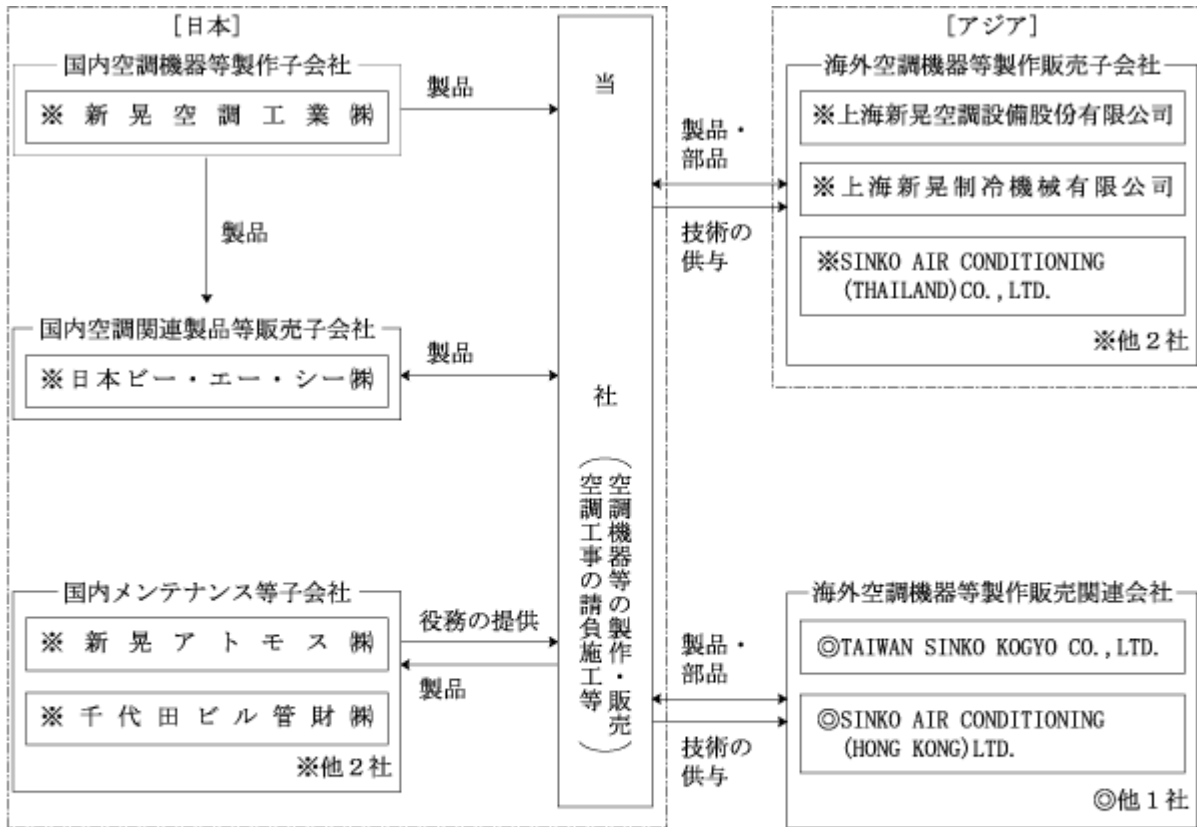 [日本]
国内空調機器等製作子会社
※新晃空調工業㈱
製品
製品
国内空調関連製品等販売子会社
※日本ビー・エー・シー㈱
製品
国内メンテナンス等子会社
※新晃アトモス㈱
※千代田ビル管財㈱
※他2社
役務の提供
製品
当社
(空調機器等の製作・販売
空調工事の請負施工等)
[アジア]
海外空調機器等製作販売子会社
※上海新晃空調設備股份有限公司
※上海新晃制冷機械有限公司
※SINKO AIR CONDITIONING
(THAILAND)CO.,LTD.
※他2社
製品・
部品
技術の
供与
海外空調機器等製作販売関連会社
◎TAIWAN SINKO KOGYO CO.,LTD.
◎SINKO AIR CONDITIONING
(HONG KONG)LTD.
◎他1社
製品・
部品
技術の
供与